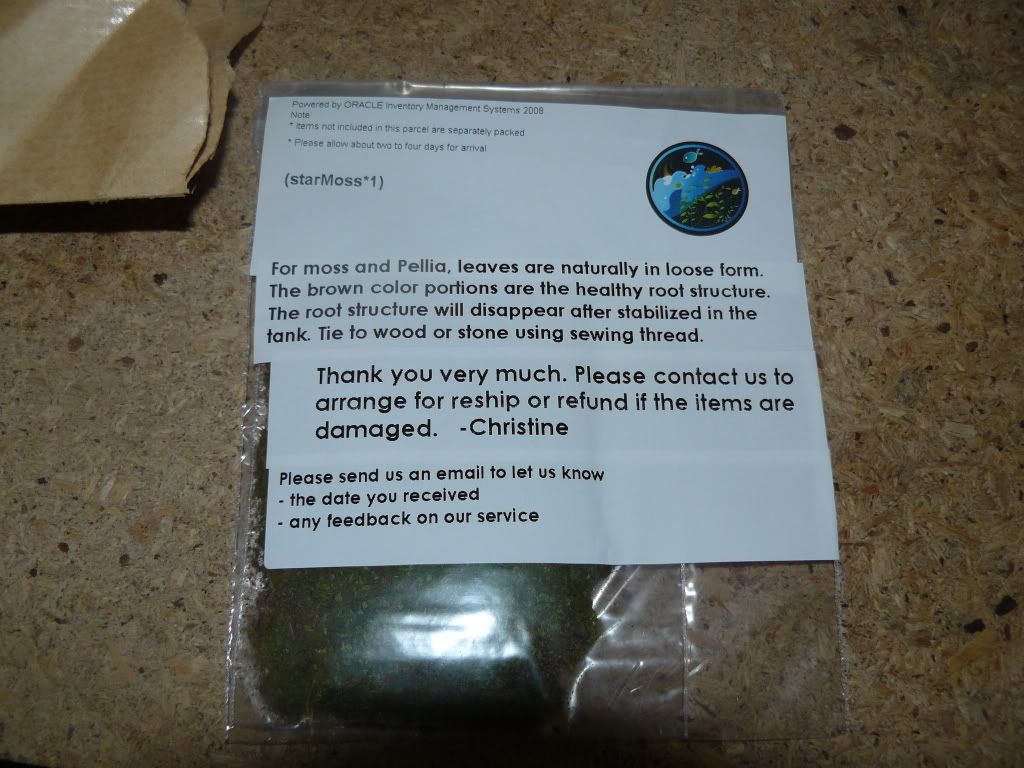 Powered by ORACLE Inventory Management Systems 2008
Note:
* Items not included in this parcel are separately packed
* Please allow about two to four days for arrival
(starMoss*1)
For moss and Pellia, leaves are naturally in loose form.
The brown color portions are the healthy root structure.
The root structure will disappear after stabilized in the
tank. Tie to wood or stone using sewing thread.
Thank you very much. Please contact us to
arrange for reship or refund if the items are
damaged. -Christine
Please send us an email to let us know
- the date you received
- any feedback on our service